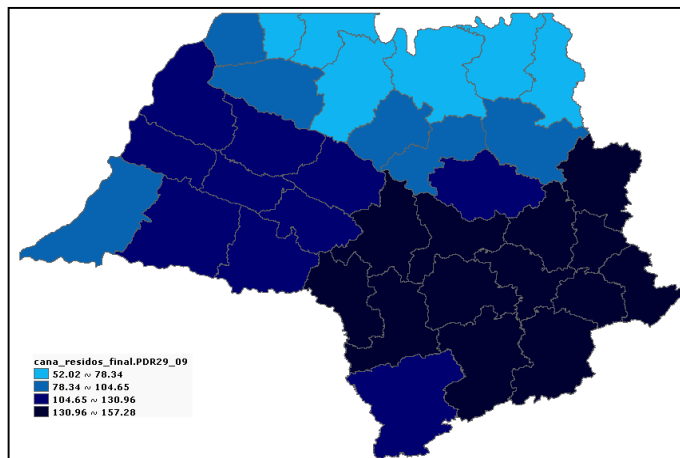 cana_residos_final.PDR29_09
52.02 ~ 78.34
78.34 ~ 104.65
104.65 ~ 130.96
130.96 ~ 157.28